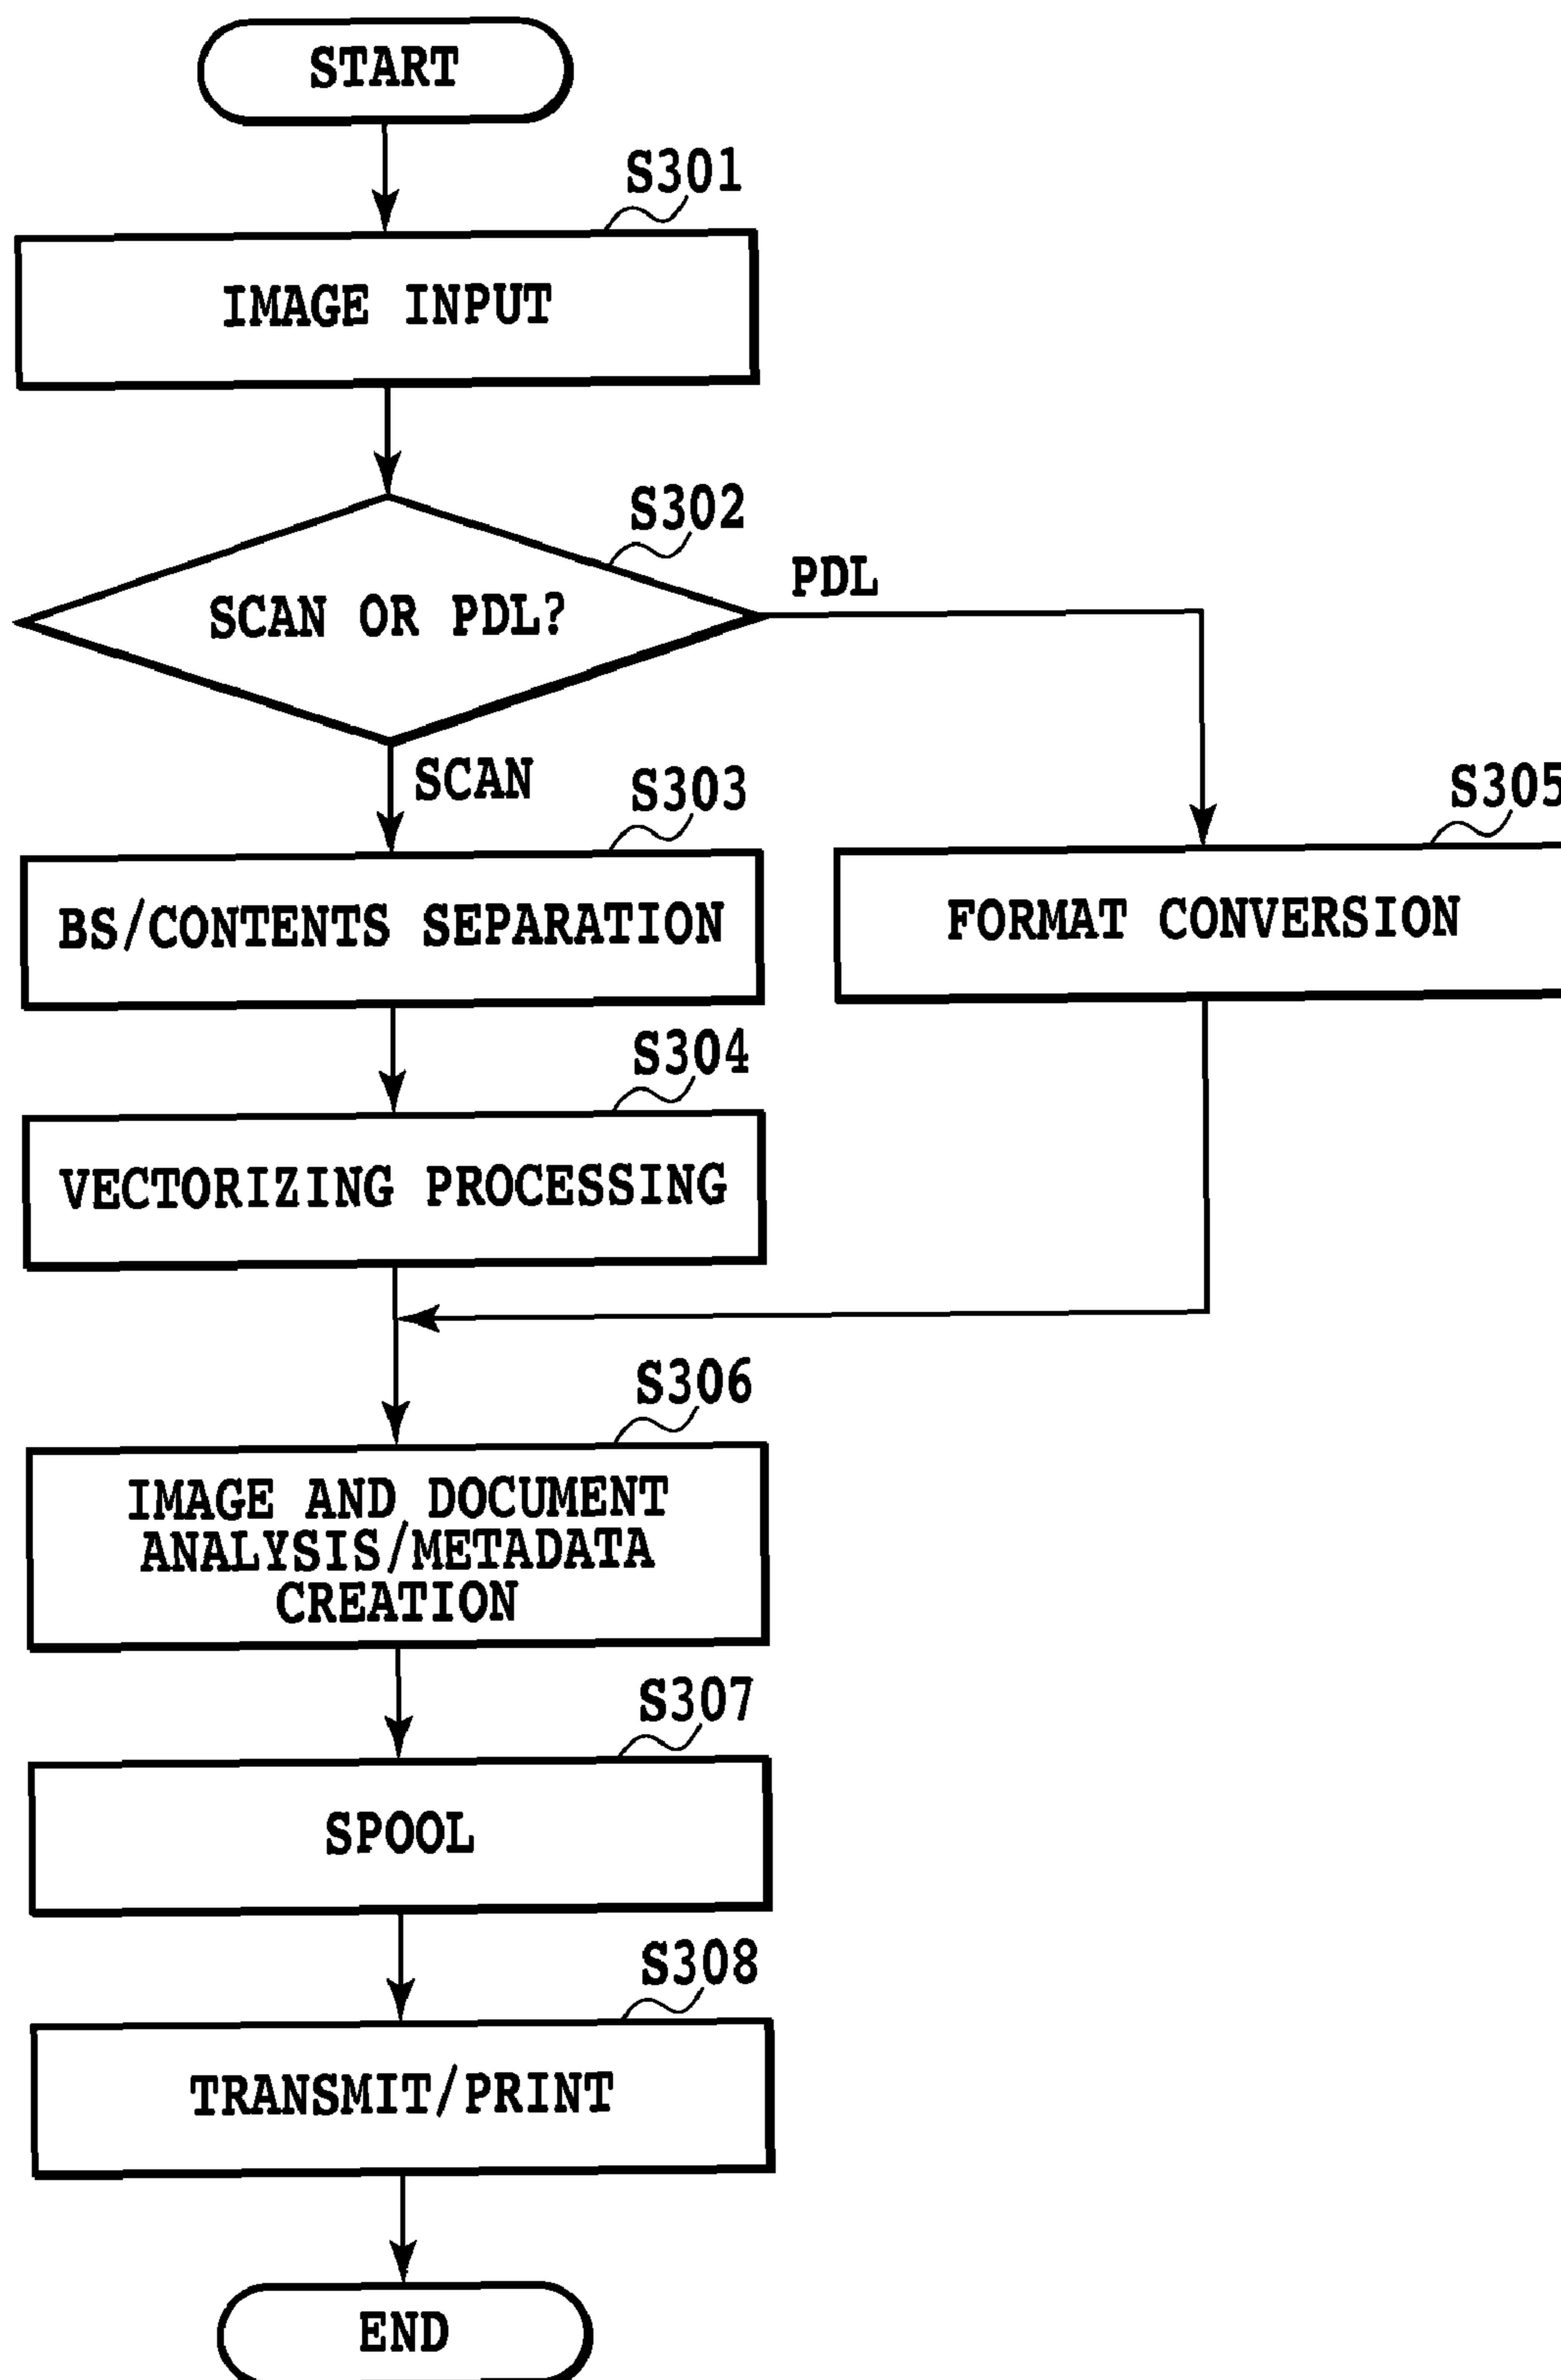 START
S301
IMAGE INPUT
S302
SCAN OR PDL?
PDL
SCAN
S303
BS/CONTENTS SEPARATION
S305
FORMAT CONVERSION
S304
VECTORIZING PROCESSING
S306
IMAGE AND DOCUMENT
ANALYSIS/METADATA
CREATION
S307
SPOOL
S308
TRANSMIT/PRINT
END